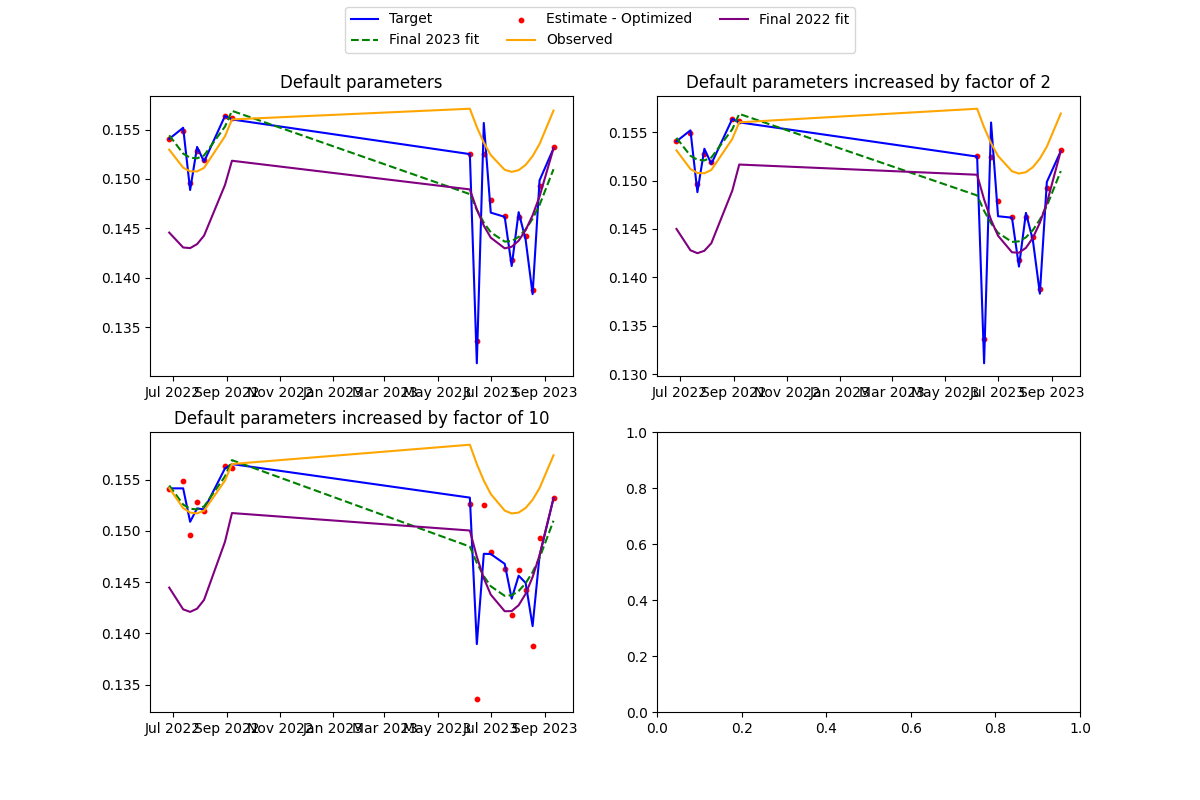 Target Estimate - Optimized Final 2022 fit
Final 2023 fit Observed
Default parameters
0.155
0.150
0.145
0.140
0.135
Jul 2022 Sep 2022 Nov 2022 Jan 2023 Mar 2023 May 2023 Jul 2023 Sep 2023
Default parameters increased by factor of 2
0.155
0.150
0.145
0.140
0.135
0.130
Jul 2022 Sep 2022 Nov 2022 Jan 2023 Mar 2023 May 2023 Jul 2023 Sep 2023
Default parameters increased by factor of 10
0.155
0.150
0.145
0.140
0.135
Jul 2022 Sep 2022 Nov 2022 Jan 2023 Mar 2023 May 2023 Jul 2023 Sep 2023
1.0
0.8
0.6
0.4
0.2
0.0
0.0 0.2 0.4 0.6 0.8 1.0